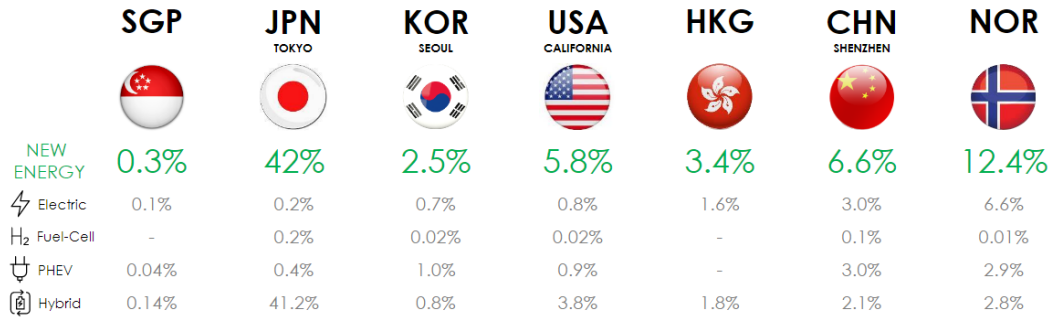 SGP JPN KOR USA HKG CHN NOR
TOKYO SEOUL CALIFORNIA SHENZHEN
NEW
ENERGY 0.3% 42% 2.5% 5.8% 3.4% 6.6% 12.4%
Electric 0.1% 0.2% 0.7% 0.8% 1.6% 3.0% 6.6%
H₂ Fuel-Cell - 0.2% 0.02% 0.02% - 0.1% 0.01%
PHEV 0.04% 0.4% 1.0% 0.9% - 3.0% 2.9%
Hybrid 0.14% 41.2% 0.8% 3.8% 1.8% 2.1% 2.8%